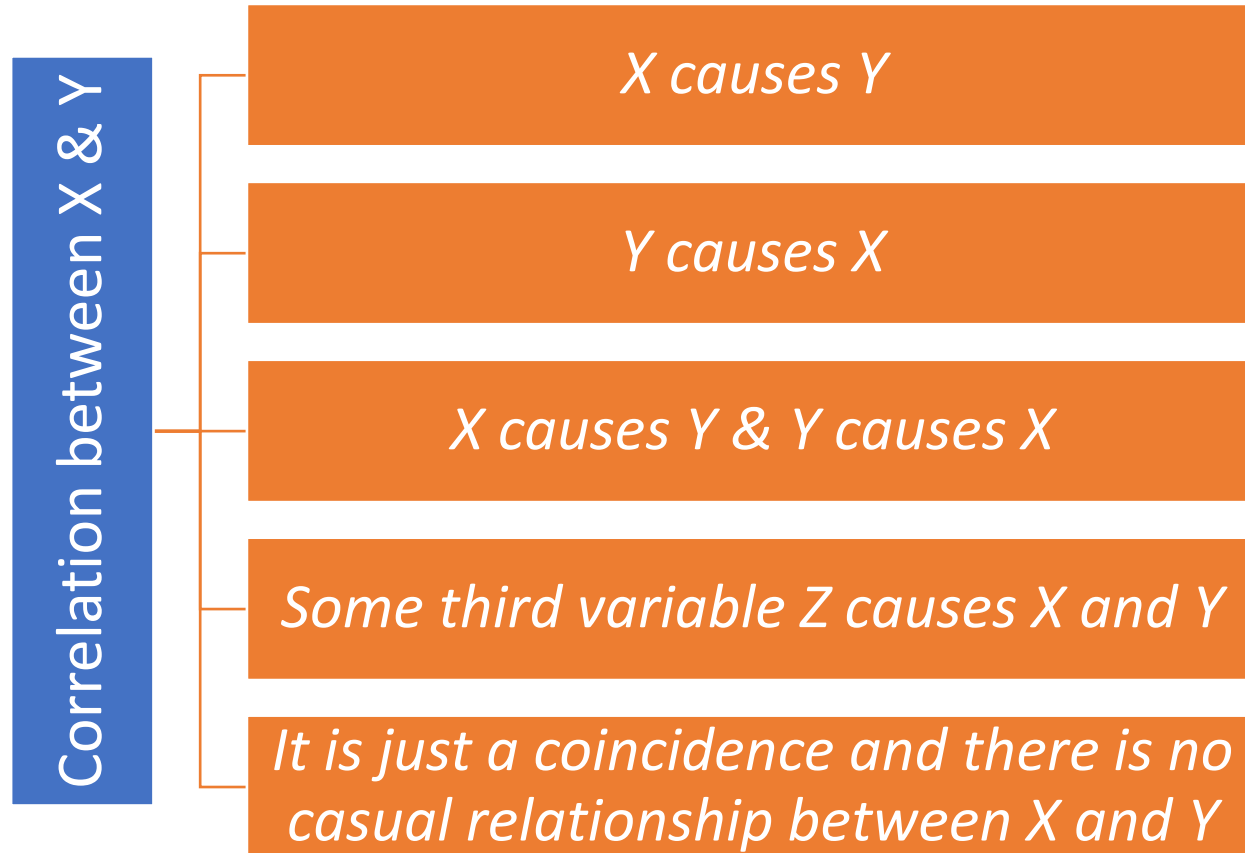 Correlation between X & Y
X causes Y
Y causes X
X causes Y & Y causes X
Some third variable Z causes X and Y
It is just a coincidence and there is no
casual relationship between X and Y